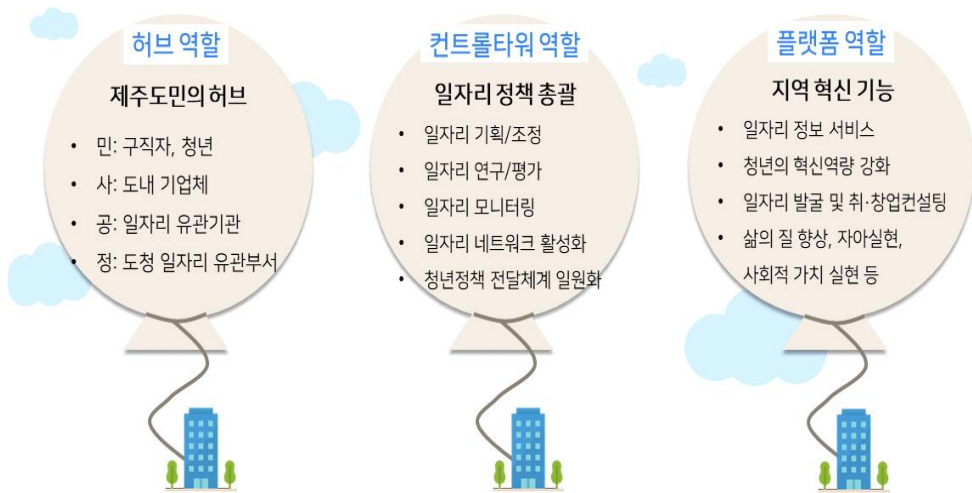 허브 역할
제주도민의 허브
• 민: 구직자, 청년
• 사: 도내 기업체
• 공: 일자리 유관기관
• 정: 도청 일자리 유관부서
컨트롤타워 역할
일자리 정책 총괄
• 일자리 기획/조정
• 일자리 연구/평가
• 일자리 모니터링
• 일자리 네트워크 활성화
• 청년정책 전달체계 일원화
플랫폼 역할
지역 혁신 기능
• 일자리 정보 서비스
• 청년의 혁신역량 강화
• 일자리 발굴 및 취·창업컨설팅
• 삶의 질 향상, 자아실현,
사회적 가치 실현 등